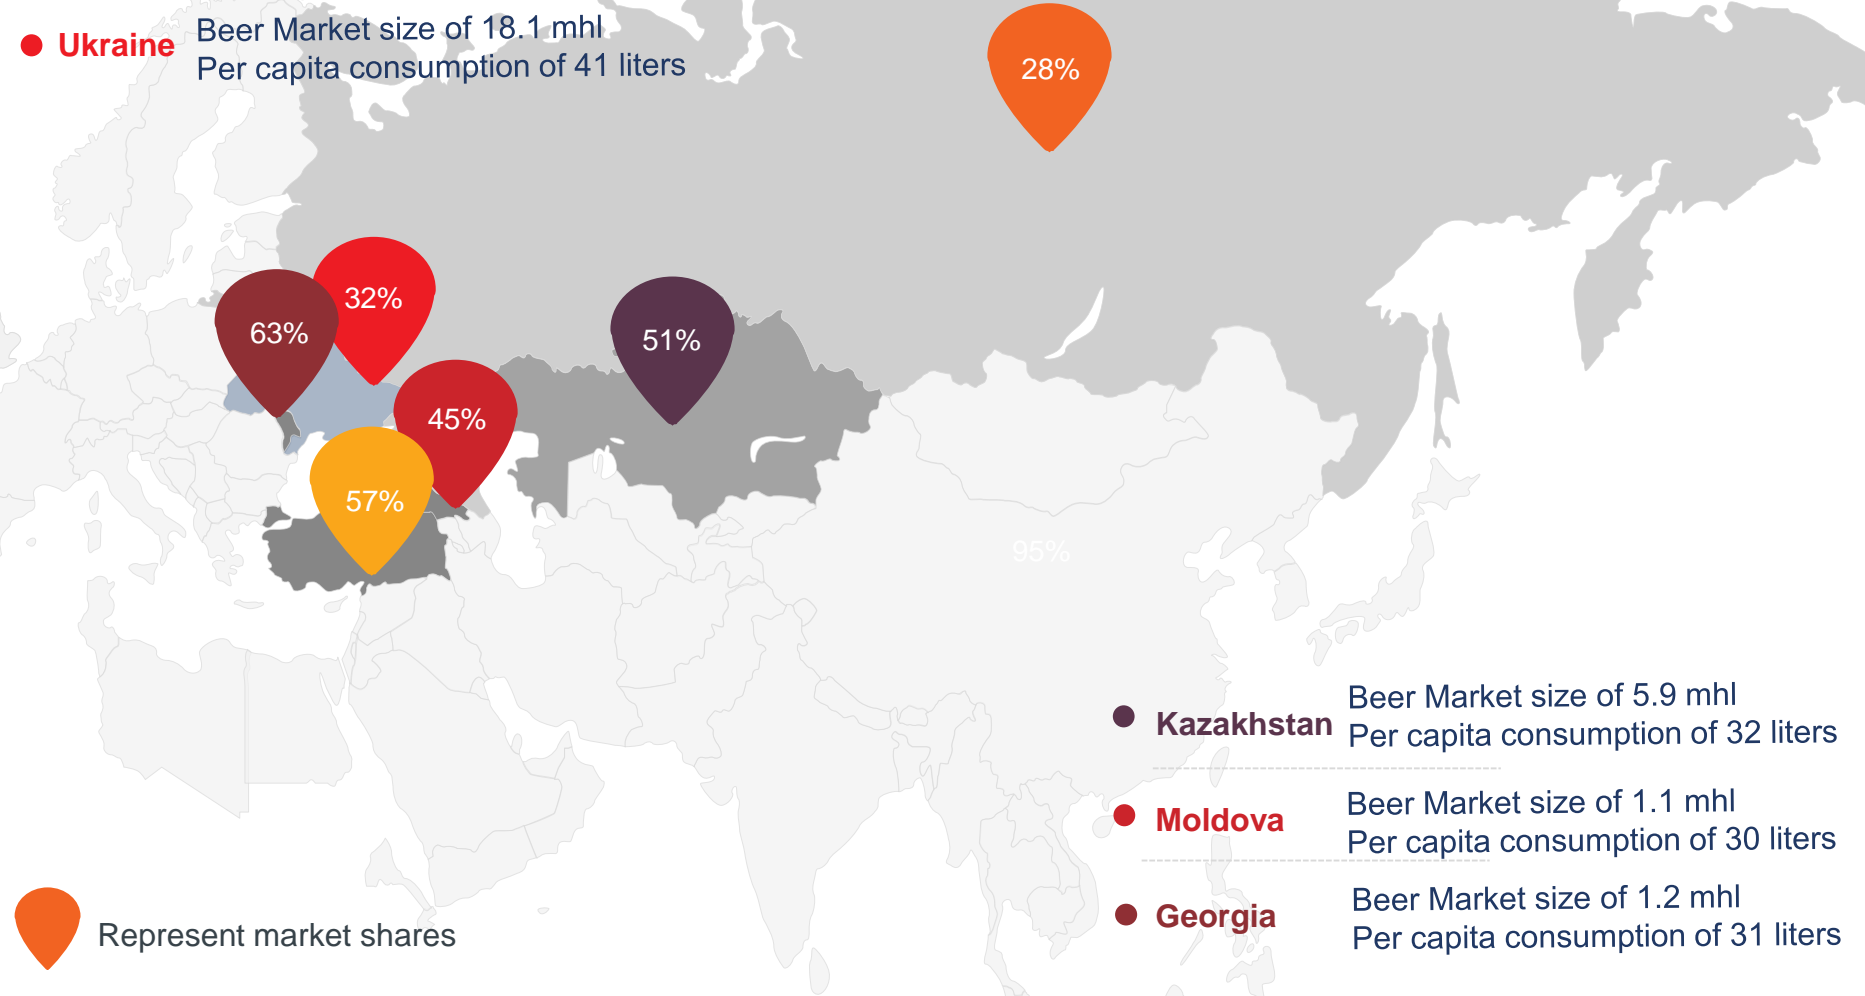 Ukraine
Beer Market size of 18.1 mhl
Per capita consumption of 41 liters
28%
32%
63%
51%
45%
57%
95%
Kazakhstan
Beer Market size of 5.9 mhl
Per capita consumption of 32 liters
Moldova
Beer Market size of 1.1 mhl
Per capita consumption of 30 liters
Georgia
Beer Market size of 1.2 mhl
Per capita consumption of 31 liters
Represent market shares